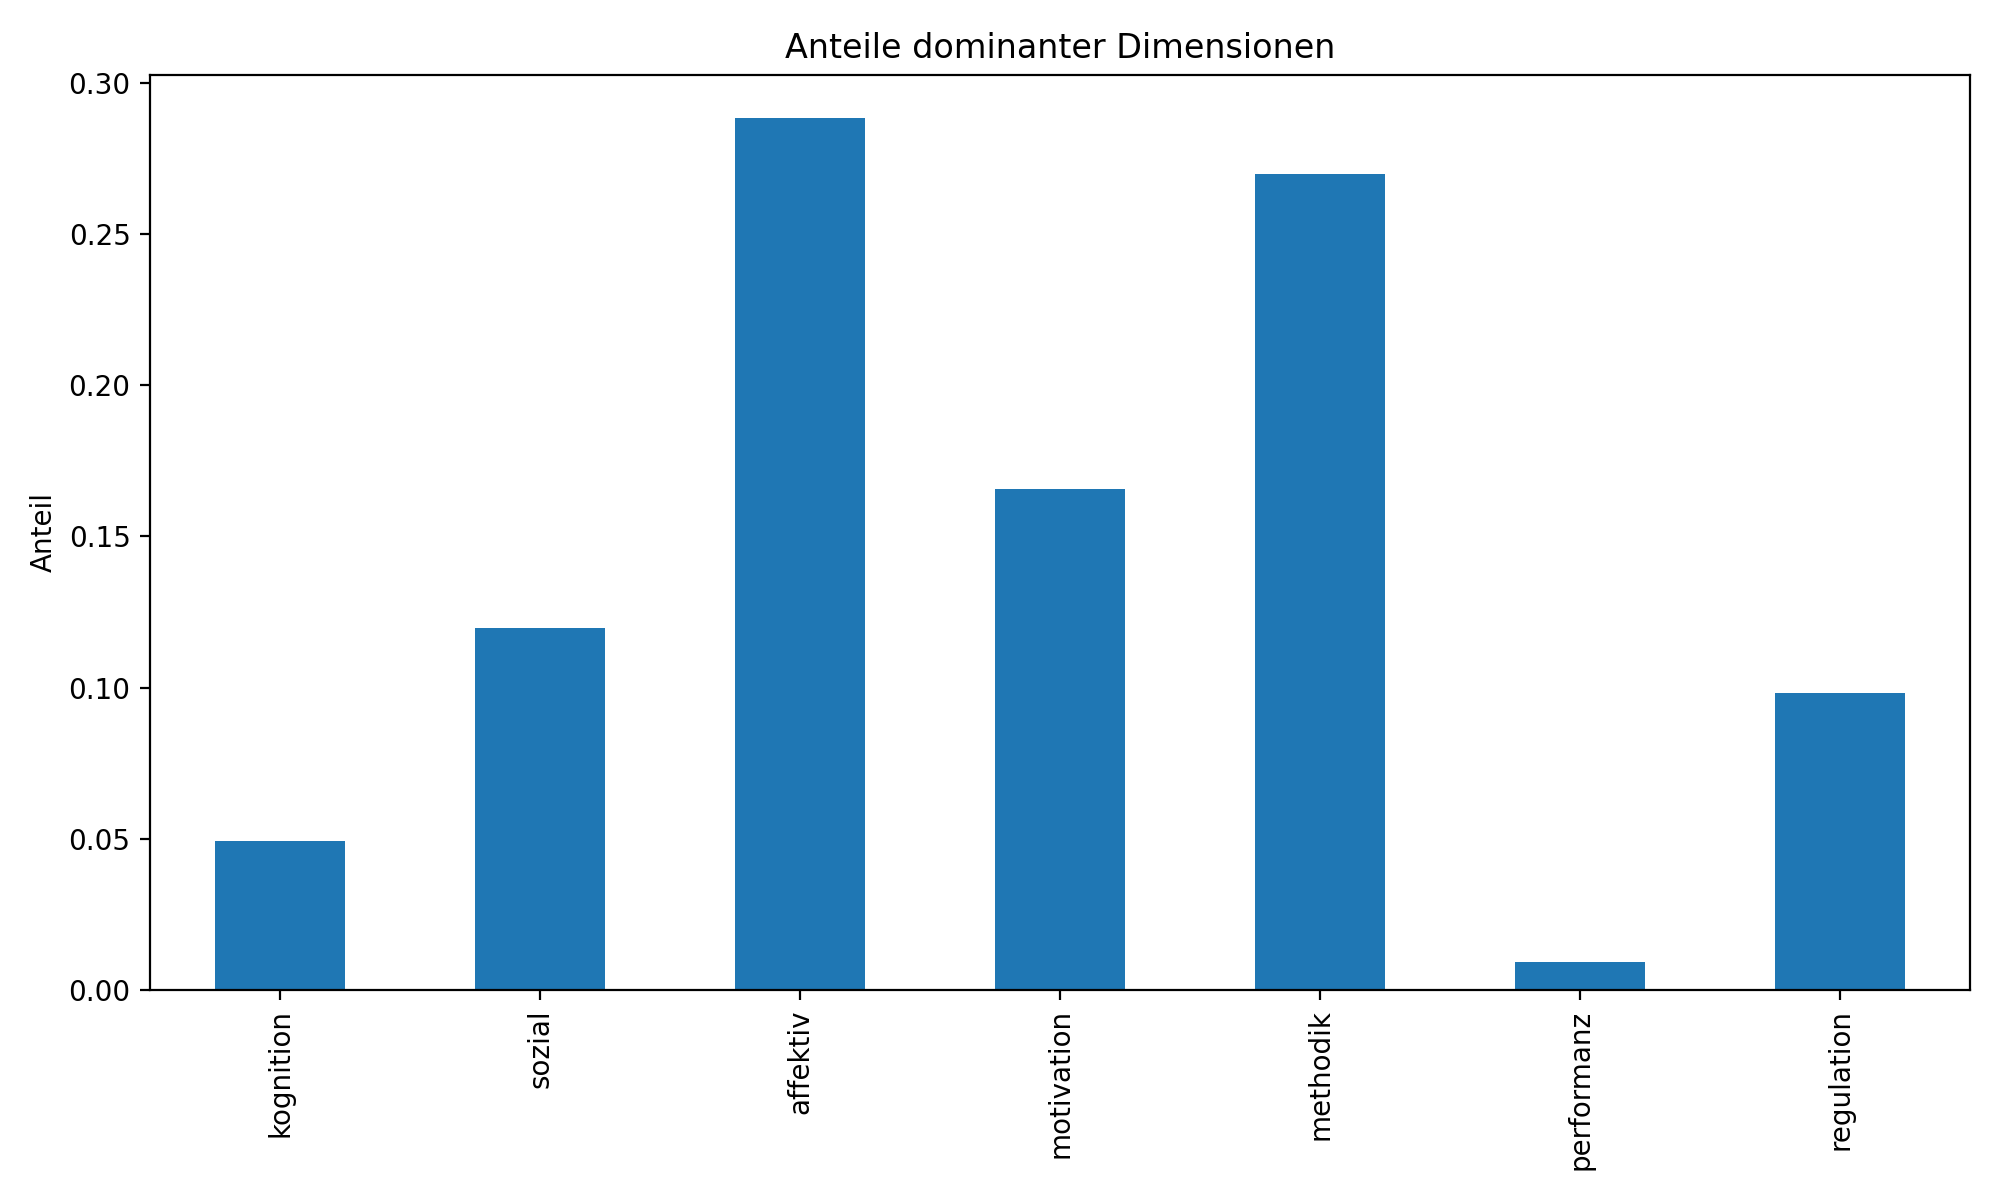 Anteile dominanter Dimensionen
Anteil
0.30
0.25
0.20
0.15
0.10
0.05
0.00
kognition
sozial
affektiv
motivation
methodik
performanz
regulation